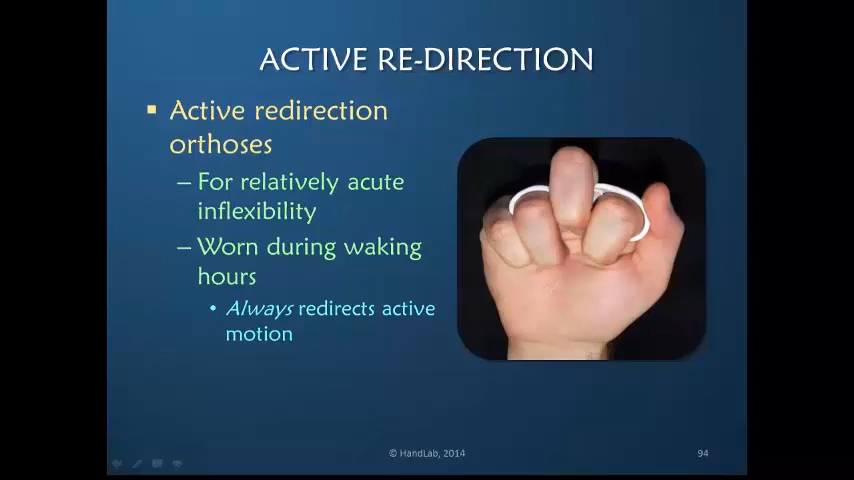 ACTIVE RE-DIRECTION
▪ Active redirection
orthoses
– For relatively acute
inflexibility
– Worn during waking
hours
• Always redirects active
motion
© HandLab, 2014
94